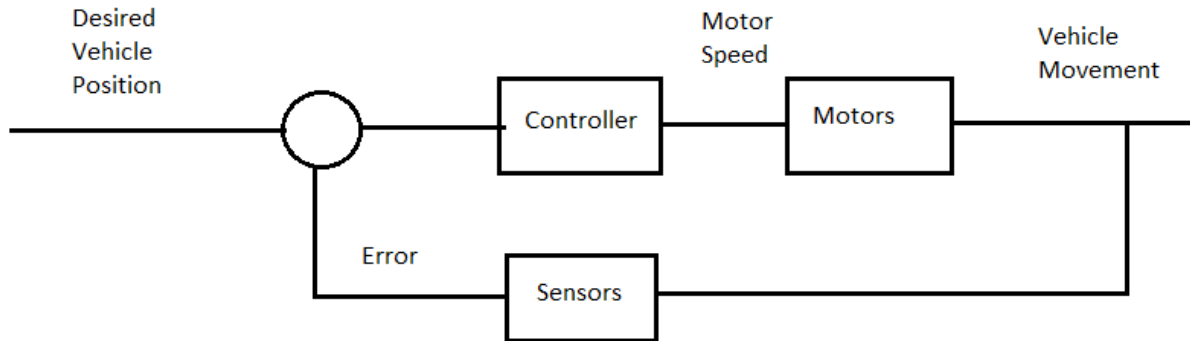 Desired
Vehicle
Position
Motor
Speed
Vehicle
Movement
Controller
Motors
Error
Sensors